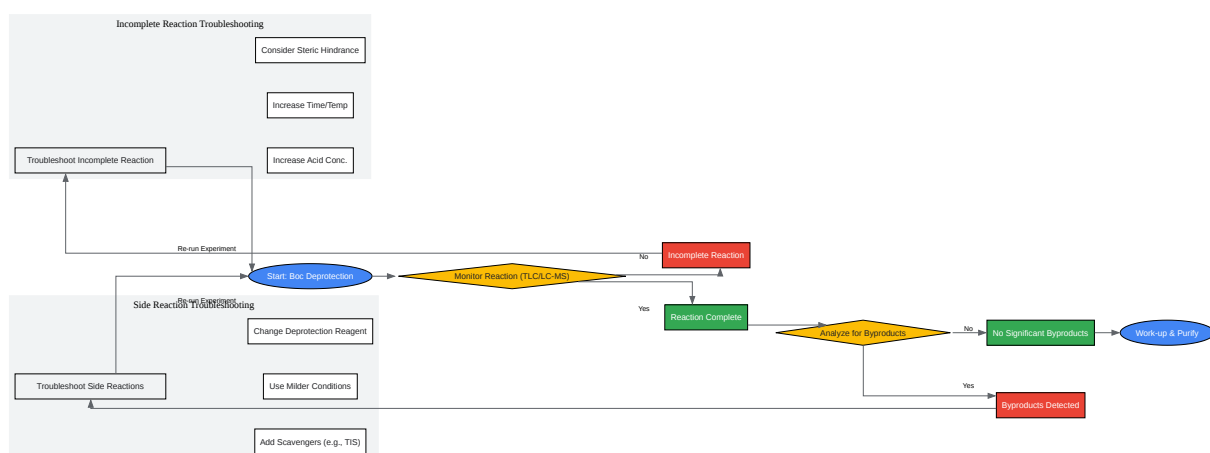 Incomplete Reaction Troubleshooting
Consider Steric Hindrance
Increase Time/Temp
Troubleshoot Incomplete Reaction
Increase Acid Conc.
Re-run Experiment
No
Incomplete Reaction
Start: Boc Deprotection
Monitor Reaction (TLC/LC-MS)
Re-run Experiment
Side Reaction Troubleshooting
Yes
Reaction Complete
Change Deprotection Reagent
Analyze for Byproducts
No
No Significant Byproducts
Work-up & Purify
Troubleshoot Side Reactions
Use Milder Conditions
Yes
Byproducts Detected
Add Scavengers (e.g., TIS)